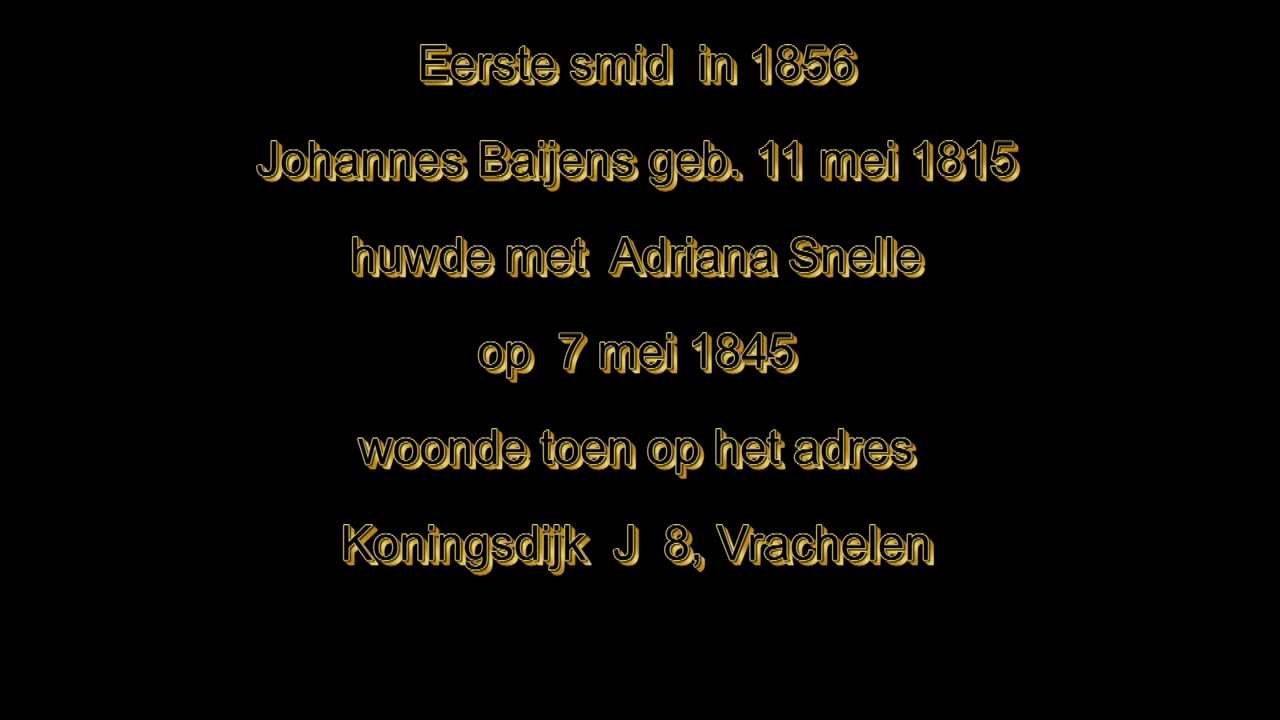 Eerste smid in 1856
Johannes Baijens geb. 11 mei 1815
huwde met Adriana Snelle
op 7 mei 1845
woonde toen op het adres
Koningsdijk J 8, Vrachelen